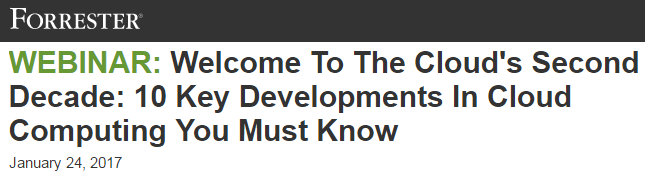 FORRESTER®
WEBINAR: Welcome To The Cloud's Second
Decade: 10 Key Developments In Cloud
Computing You Must Know
January 24, 2017